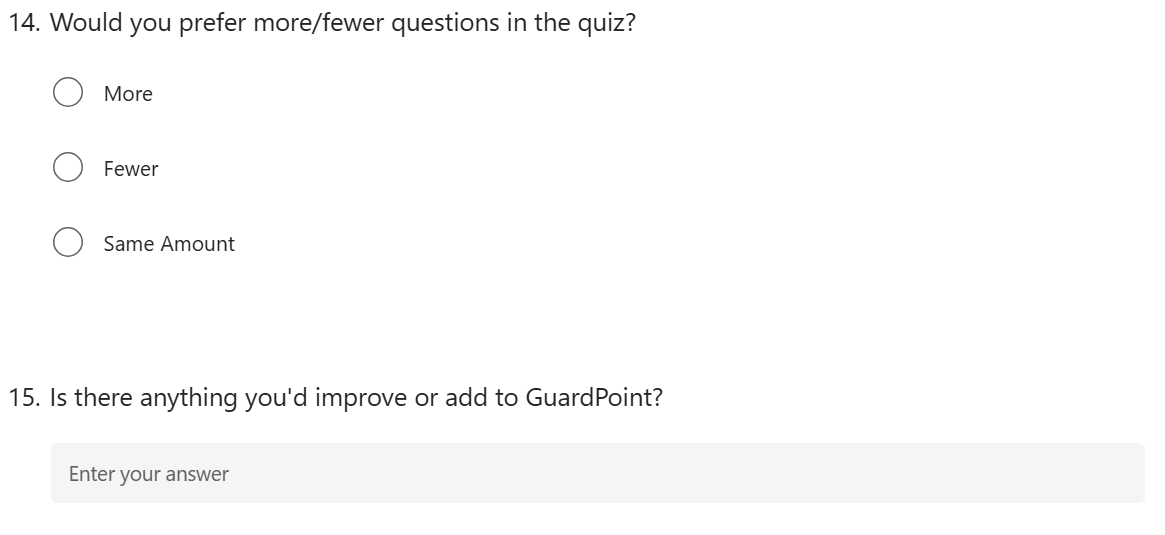 14. Would you prefer more/fewer questions in the quiz?
More
Fewer
Same Amount
15. Is there anything you'd improve or add to GuardPoint?
Enter your answer